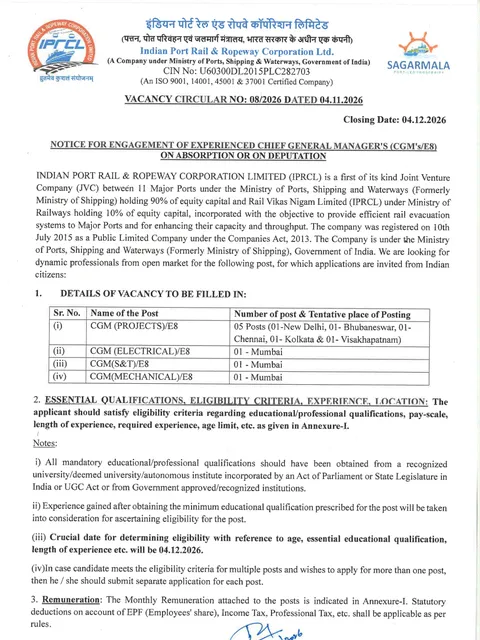 इंडियन पोर्ट रेल एंड रोपवे कॉर्पोरेशन लिमिटेड
(पत्तन, पोत परिवहन एवं जलमार्ग मंत्रालय, भारत सरकार के अधीन एक कंपनी)
Indian Port Rail & Ropeway Corporation Ltd.
(A Company under Ministry of Ports, Shipping & Waterways, Government of India)
CIN No: U60300DL2015PLC282703
(An ISO 9001, 14001, 45001 & 37001 Certified Company)
IPRCL
SAGARMALA
VACANCY CIRCULAR NO: 08/2026 DATED 04.11.2026
Closing Date: 04.12.2026
NOTICE FOR ENGAGEMENT OF EXPERIENCED CHIEF GENERAL MANAGER'S (CGM's/E8)
ON ABSORPTION OR ON DEPUTATION
INDIAN PORT RAIL & ROPEWAY CORPORATION LIMITED (IPRCL) is a first of its kind Joint Venture
Company (JVC) between 11 Major Ports under the Ministry of Ports, Shipping and Waterways (Formerly
Ministry of Shipping) holding 90% of equity capital and Rail Vikas Nigam Limited (IPRCL) under Ministry of
Railways holding 10% of equity capital, incorporated with the objective to provide efficient rail evacuation
systems to Major Ports and for enhancing their capacity and throughput. The company was registered on 10th
July 2015 as a Public Limited Company under the Companies Act, 2013. The Company is under the Ministry
of Ports, Shipping and Waterways (Formerly Ministry of Shipping), Government of India. We are looking for
dynamic professionals from open market for the following post, for which applications are invited from Indian
citizens:
1. DETAILS OF VACANCY TO BE FILLED IN:
Sr. No. Name of the Post Number of post & Tentative place of Posting
(i) CGM (PROJECTS)/E8 05 Posts (01-New Delhi, 01- Bhubaneswar, 01-
Chennai, 01- Kolkata & 01- Visakhapatnam)
(ii) CGM (ELECTRICAL)/E8 01 - Mumbai
(iii) CGM(S&T)/E8 01 - Mumbai
(iv) CGM(MECHANICAL)/E8 01 - Mumbai
2. ESSENTIAL QUALIFICATIONS, ELIGIBILITY CRITERIA, EXPERIENCE, LOCATION: The
applicant should satisfy eligibility criteria regarding educational/professional qualifications, pay-scale,
length of experience, required experience, age limit, etc. as given in Annexure-I.
Notes:
i) All mandatory educational/professional qualifications should have been obtained from a recognized
university/deemed university/autonomous institute incorporated by an Act of Parliament or State Legislature in
India or UGC Act or from Government approved/recognized institutions.
ii) Experience gained after obtaining the minimum educational qualification prescribed for the post will be taken
into consideration for ascertaining eligibility for the post.
(iii) Crucial date for determining eligibility with reference to age, essential educational qualification,
length of experience etc. will be 04.12.2026.
(iv)In case candidate meets the eligibility criteria for multiple posts and wishes to apply for more than one post,
then he / she should submit separate application for each post.
3. Remuneration: The Monthly Remuneration attached to the posts is indicated in Annexure-I. Statutory
deductions on account of EPF (Employees' share), Income Tax, Professional Tax, etc. shall be applicable as per
rules.